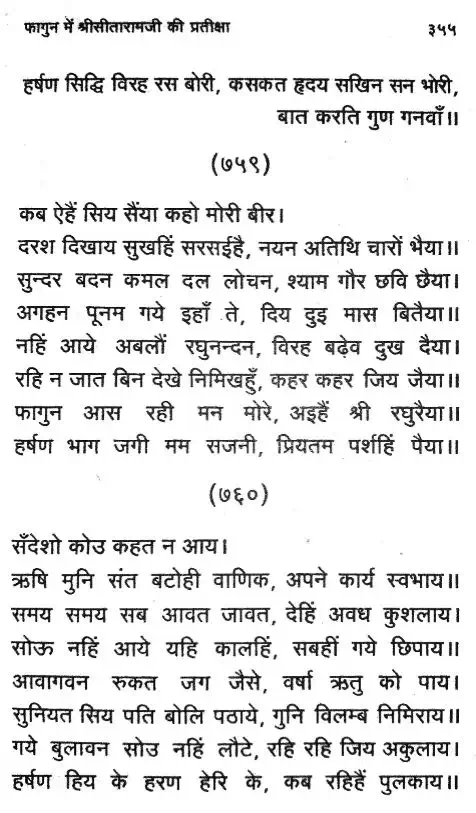 फागुन में श्रीसीतारामजी की प्रतीक्षा ३५५
हर्षण सिद्धि विरह रस बोरी, कसकत हृदय सखिन सन भोरी,
बात करति गुण गनवाँ॥
(७५९)
कब ऐहैं सिय सैंया कहो मोरी बीर।
दरश दिखाय सुखहिं सरसईहै, नयन अतिथि चारों भैया॥
सुन्दर बदन कमल दल लोचन, श्याम गौर छवि छैया।
अगहन पूनम गये इहाँ ते, दिय दुइ मास बितैया॥
नहिं आये अबलौं रघुनन्दन, विरह बढ़ेव दुख दैया।
रहि न जात बिन देखे निमिखहुँ, कहर कहर जिय जैया॥
फागुन आस रही मन मोरे, अइहैं श्री रघुरैया॥
हर्षण भाग जगी मम सजनी, प्रियतम पर्शहिं पैया॥
(७६०)
सँदेशो कोउ कहत न आय।
ऋषि मुनि संत बटोही वाणिक, अपने कार्य स्वभाय॥
समय समय सब आवत जावत, देहिं अवध कुशलाय।
सोऊ नहिं आये यहि कालहिं, सबहीं गये छिपाय॥
आवागवन रुकत जग जैसे, वर्षा ऋतु को पाय।
सुनियत सिय पति बोलि पठाये, गुनि विलम्ब निमिराय॥
गये बुलावन सोउ नहिं लौटे, रहि रहि जिय अकुलाय।
हर्षण हिय के हरण हेरि के, कब रहिहैं पुलकाय॥